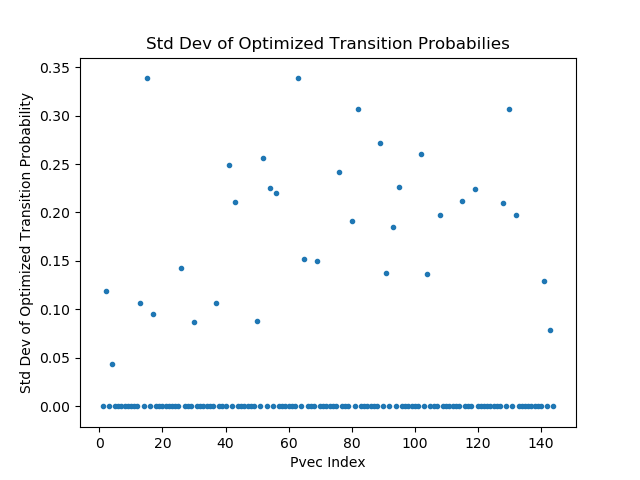 Std Dev of Optimized Transition Probabilies
0.35
0.30
0.25
0.20
0.15
0.10
0.05
0.00
Std Dev of Optimized Transition Probability
0 20 40 60 80 100 120 140
Pvec Index